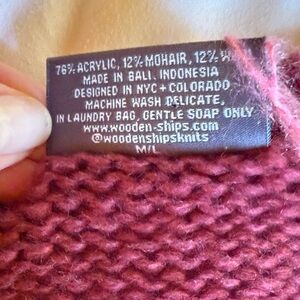 76% ACRYLIC, 12% MOHAIR, 12%
MADE IN BALI, INDONESIA
DESIGNED IN NYC + COLORADO
MACHINE WASH DELICATE,
IN LAUNDRY BAG, GENTLE SOAP ONLY
www.wooden-ships.com
@woodenshipsknits
M/L